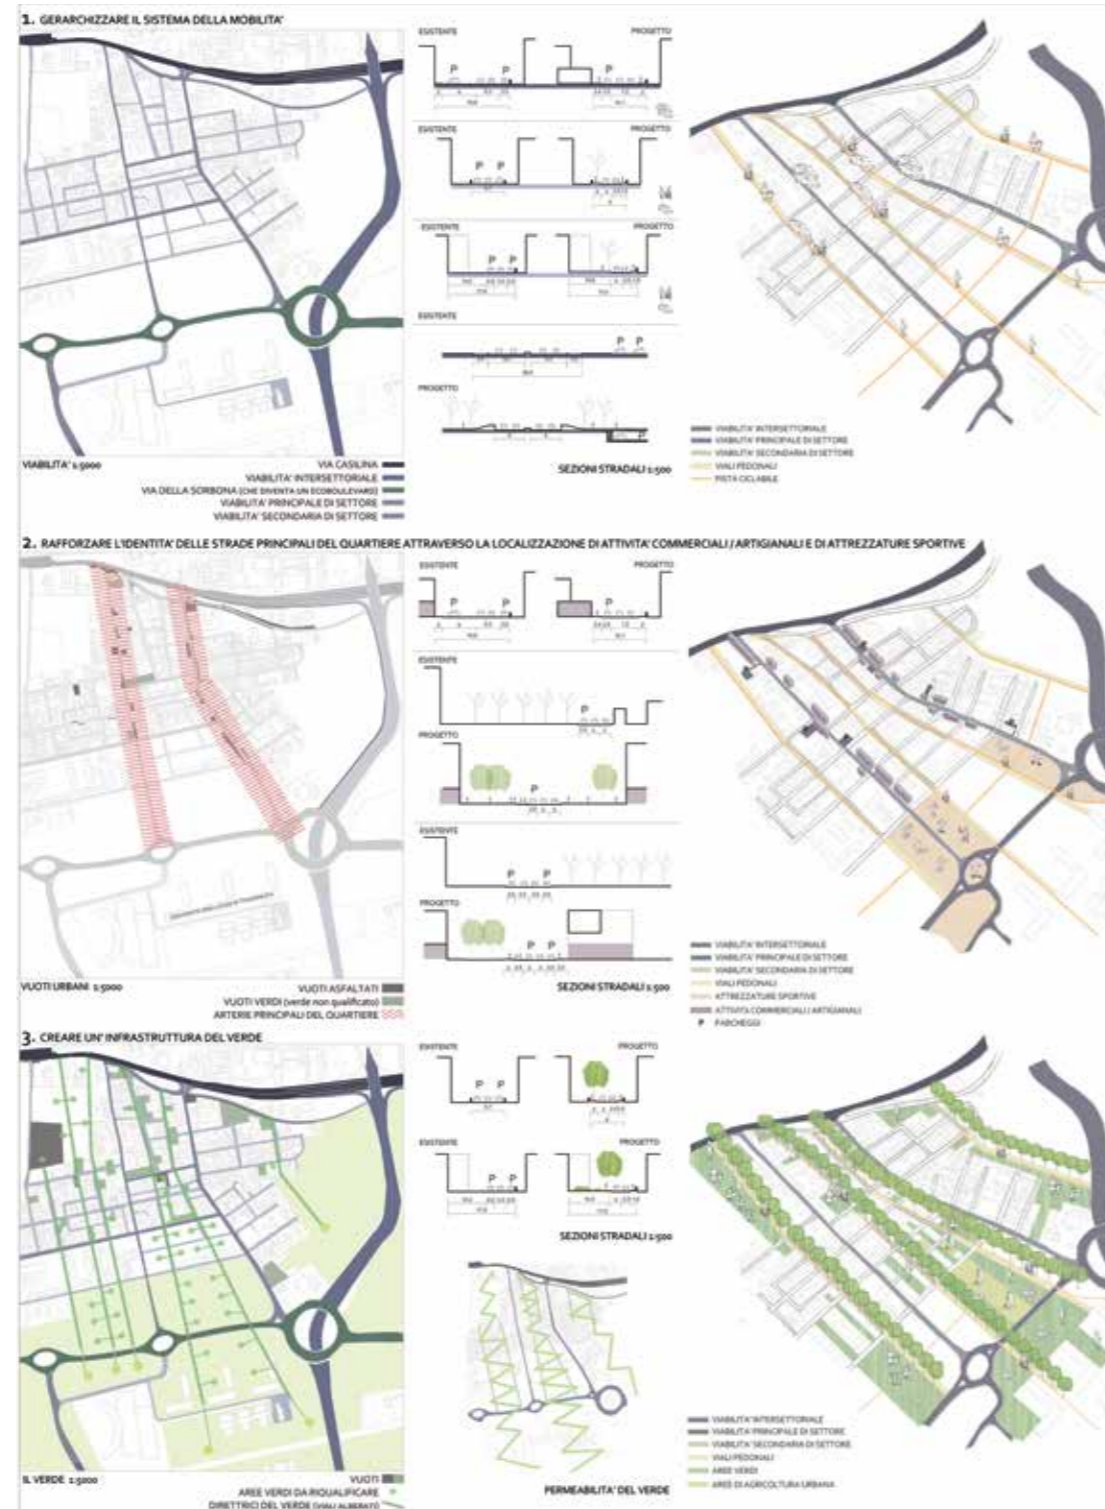 1. GERARCHIZZARE IL SISTEMA DELLA MOBILITA'
ESISTENTE
PROGETTO
P
P
ESISTENTE
PROGETTO
P P
ESISTENTE
PROGETTO
P P
P
ESISTENTE
P P
PROGETTO
P
VIABILITA' 1:5000
VIA CASILINA
VIABILITA' INTERSETTORIALE
VIA DELLA SORBONA (CHE DIVENTA UN ECOBOULEVARD)
VIABILITA' PRINCIPALE DI SETTORE
VIABILITA' SECONDARIA DI SETTORE
SEZIONI STRADALI 1:500
VIABILITA' INTERSETTORIALE
VIABILITA' PRINCIPALE DI SETTORE
VIABILITA' SECONDARIA DI SETTORE
VIALI PEDONALI
PISTA CICLABILE
2. RAFFORZARE L'IDENTITA' DELLE STRADE PRINCIPALI DEL QUARTIERE ATTRAVERSO LA LOCALIZZAZIONE DI ATTIVITA' COMMERCIALI / ARTIGIANALI E DI ATTREZZATURE SPORTIVE
ESISTENTE
PROGETTO
P
P
ESISTENTE
P
PROGETTO
P
ESISTENTE
P P
PROGETTO
P P
VUOTI URBANI 1:5000
VUOTI ASFALTATI
VUOTI VERDI (verde non qualificato)
ARTERIE PRINCIPALI DEL QUARTIERE
SEZIONI STRADALI 1:500
VIABILITA' INTERSETTORIALE
VIABILITA' PRINCIPALE DI SETTORE
VIABILITA' SECONDARIA DI SETTORE
VIALI PEDONALI
ATTREZZATURE SPORTIVE
ATTIVITA' COMMERCIALI / ARTIGIANALI
P PARCHEGGI
3. CREARE UN' INFRASTRUTTURA DEL VERDE
ESISTENTE
PROGETTO
P P
ESISTENTE
PROGETTO
P P
SEZIONI STRADALI 1:500
IL VERDE 1:5000
VUOTI
AREE VERDI DA RIQUALIFICARE
DIRETTRICI DEL VERDE (VIALI ALBERATI)
PERMEABILITA' DEL VERDE
VIABILITA' INTERSETTORIALE
VIABILITA' PRINCIPALE DI SETTORE
VIABILITA' SECONDARIA DI SETTORE
VIALI PEDONALI
AREE VERDI
AREE DI AGRICOLTURA URBANA